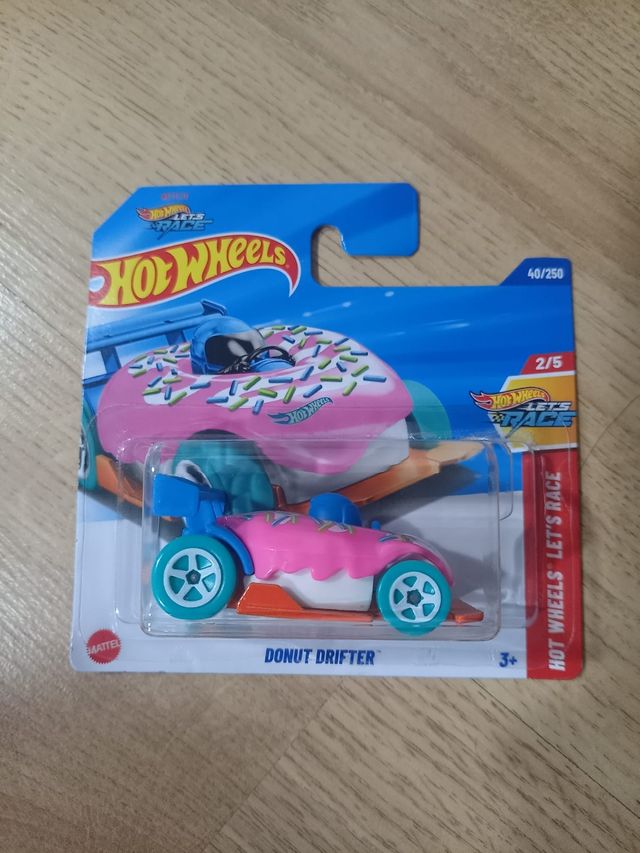 HOT WHEELS
LET'S
RACE
HOT WHEELS
40/250
2/5
HOT WHEELS
LET'S
RACE
HOT WHEELS
HOT WHEELS® LET'S RACE
MATTEL
DONUT DRIFTER™
3+